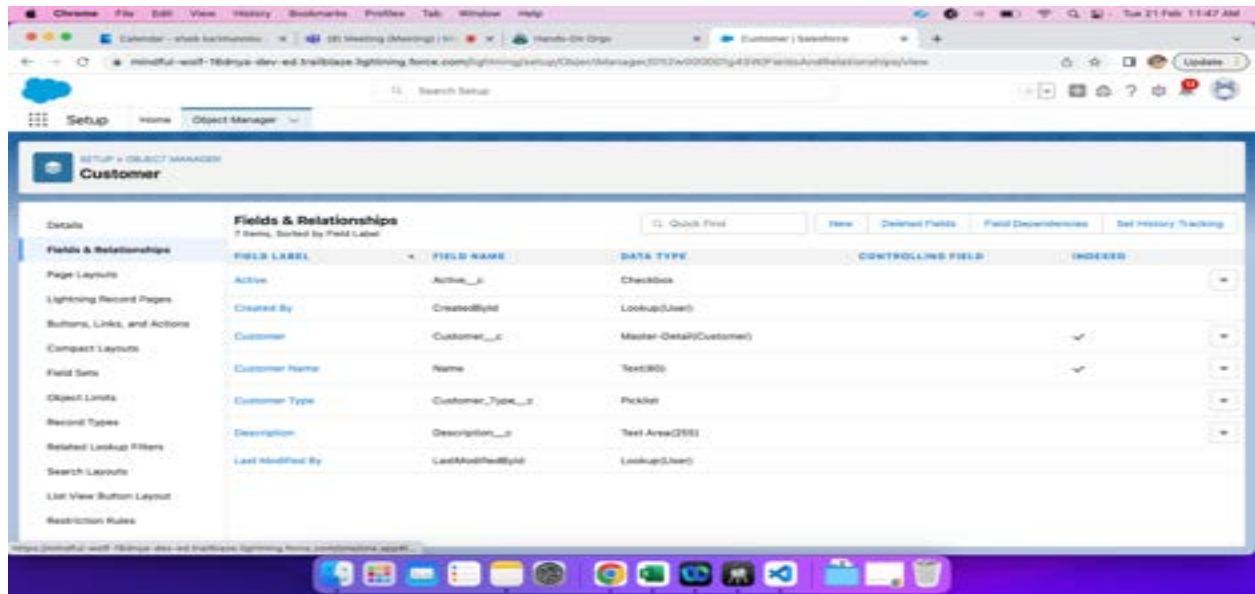 Chrome File Edit View History Bookmarks Profiles Tab Window Help
Tue 21 Feb 11:47 AM
Hands-On Orgs
Customer | Salesforce
Update
Search Setup
Setup Home Object Manager
SETUP > OBJECT MANAGER
Customer
Details
Fields & Relationships
Page Layouts
Lightning Record Pages
Buttons, Links, and Actions
Compact Layouts
Field Sets
Object Limits
Record Types
Related Lookup Filters
Search Layouts
List View Button Layout
Restriction Rules
Fields & Relationships
7 Items, Sorted by Field Label
Quick Find
New
Deleted Fields
Field Dependencies
Set History Tracking
FIELD LABEL FIELD NAME DATA TYPE CONTROLLING FIELD INDEXED
Active Active__c Checkbox
Created By CreatedById Lookup(User)
Customer Customer__c Master-Detail(Customer)
Customer Name Name Text(80)
Customer Type Customer_Type__c Picklist
Description Description__c Text Area(255)
Last Modified By LastModifiedById Lookup(User)